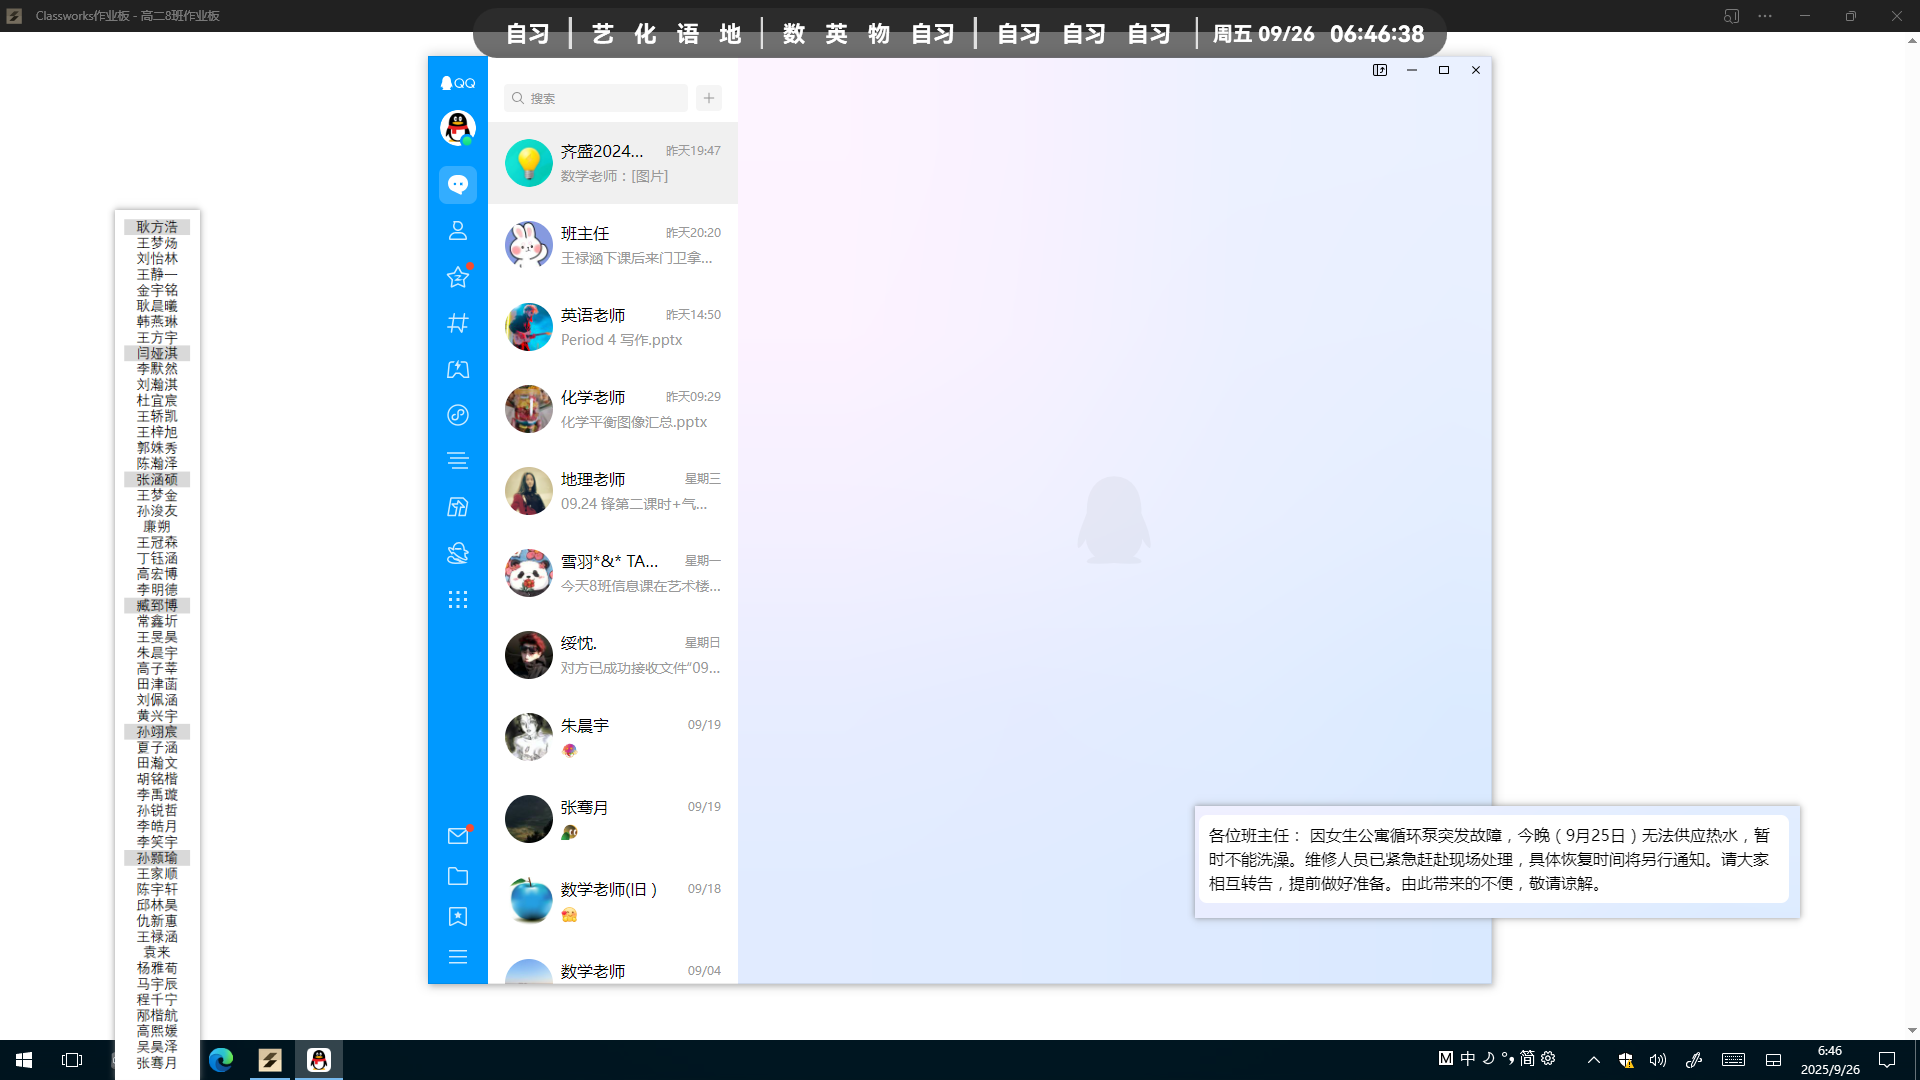 Classworks作业板 - 高二8班作业板
自习 | 艺 化 语 地 | 数 英 物 自习 | 自习 自习 自习 | 周五 09/26 06:46:38
QQ
搜索
齐盛2024... 昨天19:47
数学老师：[图片]
班主任 昨天20:20
王禄涵下课后来门卫拿...
英语老师 昨天14:50
Period 4 写作.pptx
化学老师 昨天09:29
化学平衡图像汇总.pptx
地理老师 星期三
09.24 锋第二课时+气...
雪羽*&* TA... 星期一
今天8班信息课在艺术楼...
绥忱. 星期日
对方已成功接收文件“09...
朱晨宇 09/19
张骞月 09/19
数学老师(旧) 09/18
数学老师 09/04
耿方浩
王梦炀
刘怡林
王静一
金宇铭
耿晨曦
韩燕琳
王方宇
闫娅淇
李默然
刘瀚淇
杜宜宸
王轿凯
王梓旭
郭姝秀
陈瀚泽
张涵硕
王梦金
孙浚友
廉朔
王冠森
丁钰涵
高宏博
李明德
臧郅博
常鑫圻
王旻昊
朱晨宇
高子莘
田津菡
刘佩涵
黄兴宇
孙翊宸
夏子涵
田瀚文
胡铭楷
李禹璇
孙锐哲
李皓月
李笑宇
孙颢瑜
王家顺
陈宇轩
邱林昊
仇新惠
王禄涵
袁来
杨雅荀
马宇辰
程千宁
邴楷航
高熙媛
吴昊泽
张骞月
各位班主任： 因女生公寓循环泵突发故障，今晚（9月25日）无法供应热水，暂
时不能洗澡。维修人员已紧急赶赴现场处理，具体恢复时间将另行通知。请大家
相互转告，提前做好准备。由此带来的不便，敬请谅解。
M 中 简
6:46
2025/9/26